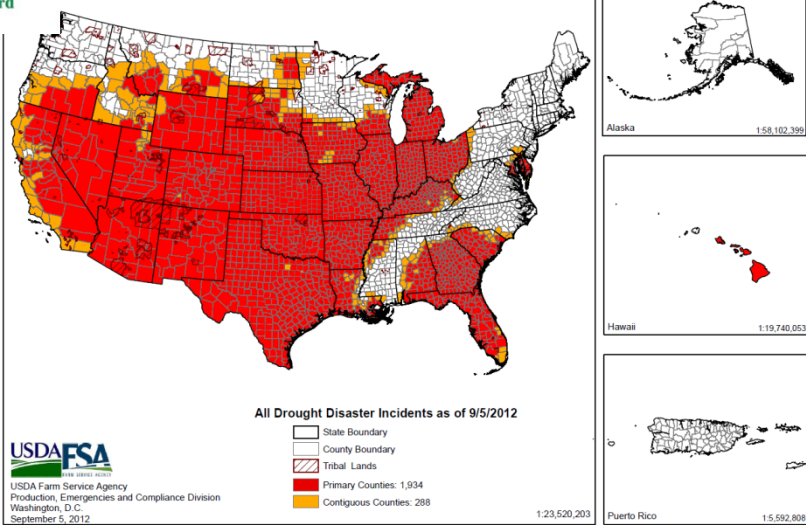 rd
Alaska
1:58,102,399
Hawaii
1:19,740,053
All Drought Disaster Incidents as of 9/5/2012
State Boundary
County Boundary
Tribal Lands
Primary Counties: 1,934
Contiguous Counties: 288
USDA FSA
FARM SERVICE AGENCY
USDA Farm Service Agency
Production, Emergencies and Compliance Division
Washington, D.C.
September 5, 2012
1:23,520,203
Puerto Rico
1:5,592,808